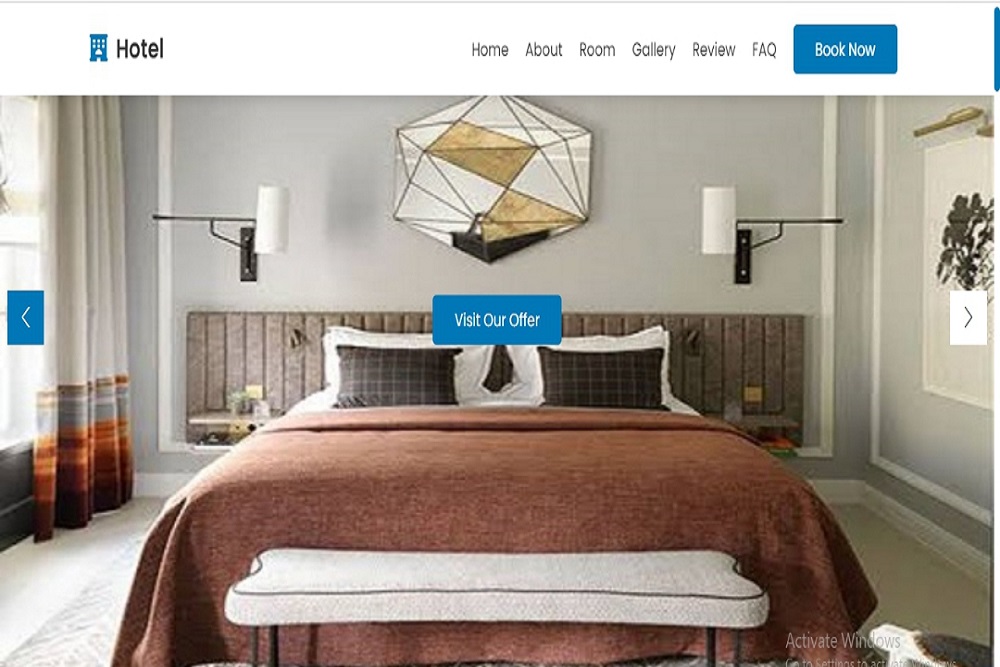 Hotel
Home About Room Gallery Review FAQ Book Now
Visit Our Offer
Activate Windows
Go to Settings to activate Windows.